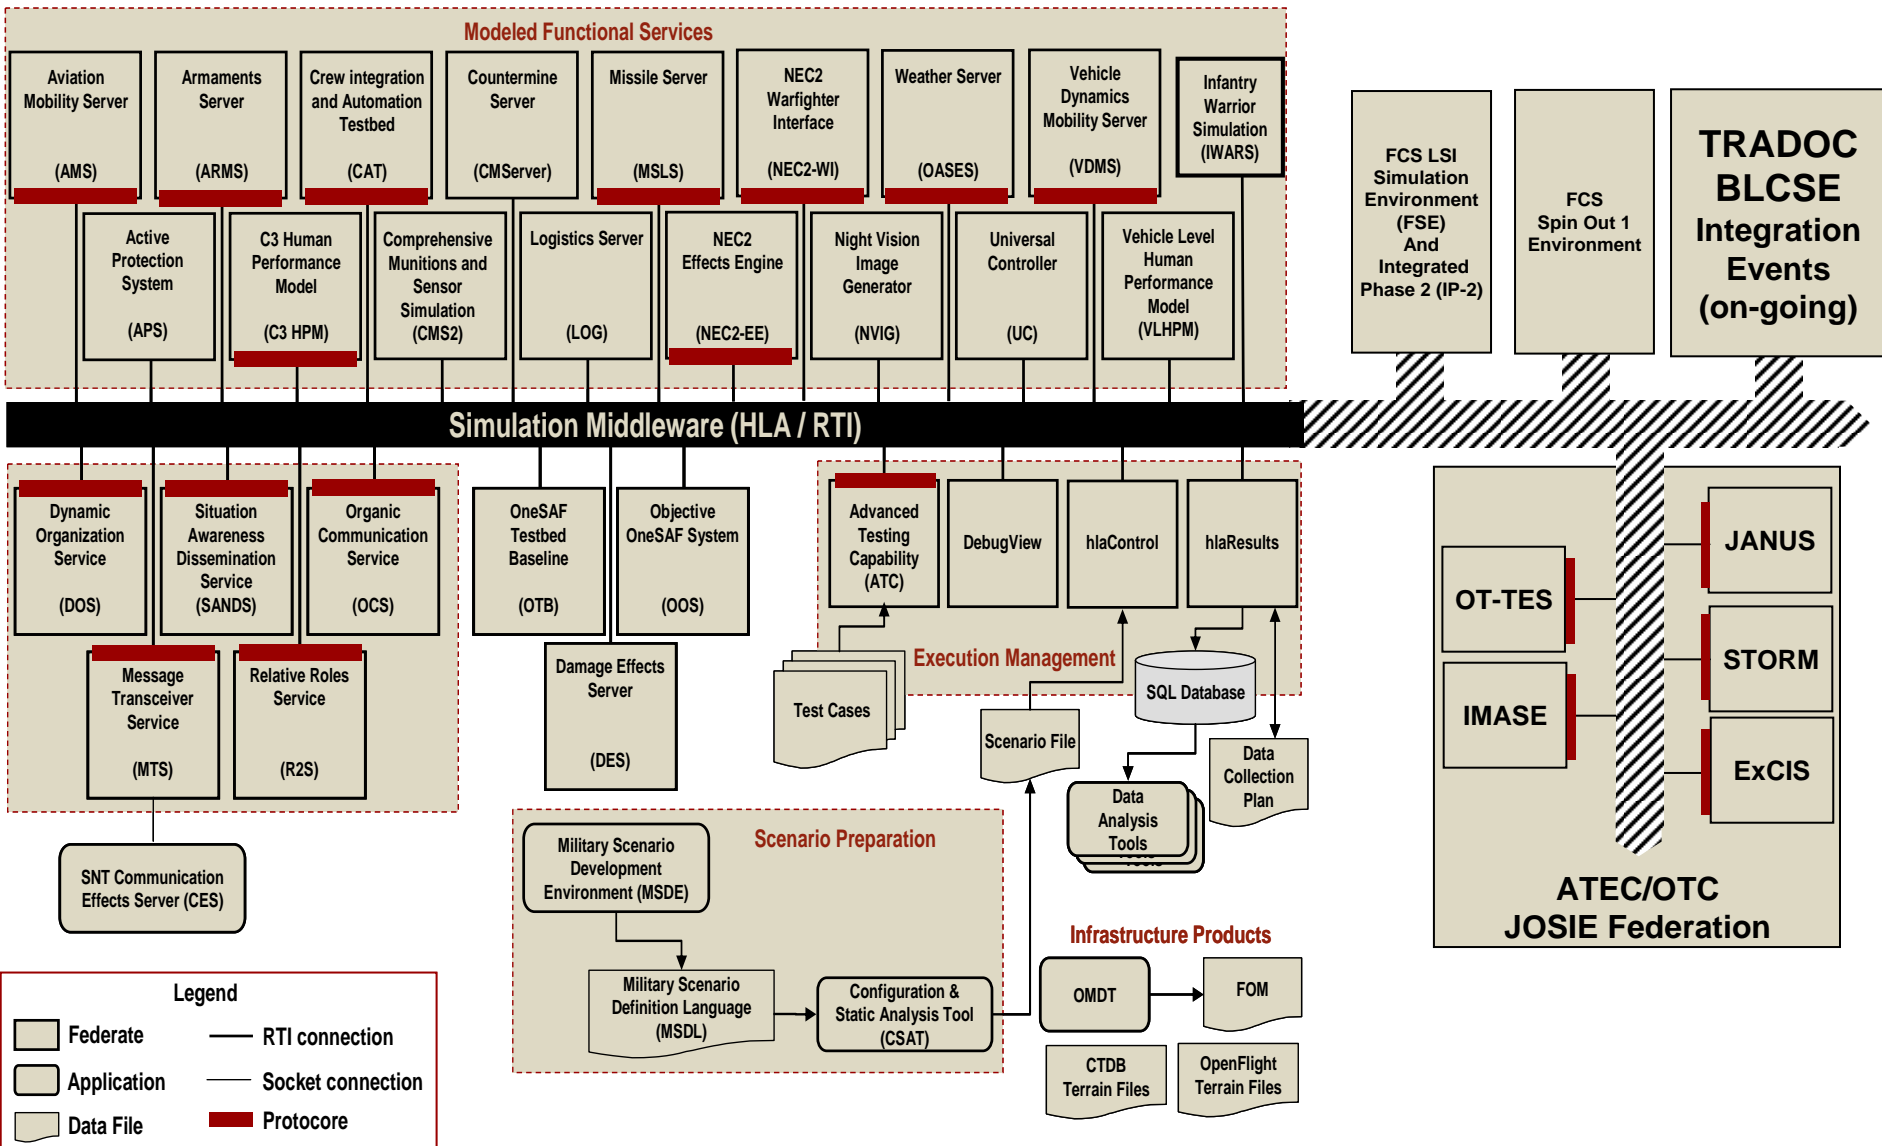 Modeled Functional Services
Aviation
Mobility Server
(AMS)
Armaments
Server
(ARMS)
Crew integration
and Automation
Testbed
(CAT)
Countermine
Server
(CMServer)
Missile Server
(MSLS)
NEC2
Warfighter
Interface
(NEC2-WI)
Weather Server
(OASES)
Vehicle
Dynamics
Mobility Server
(VDMS)
Infantry
Warrior
Simulation
(IWARS)
Active
Protection
System
(APS)
C3 Human
Performance
Model
(C3 HPM)
Comprehensive
Munitions and
Sensor
Simulation
(CMS2)
Logistics Server
(LOG)
NEC2
Effects Engine
(NEC2-EE)
Night Vision
Image
Generator
(NVIG)
Universal
Controller
(UC)
Vehicle Level
Human
Performance
Model
(VLHPM)
FCS LSI
Simulation
Environment
(FSE)
And
Integrated
Phase 2 (IP-2)
FCS
Spin Out 1
Environment
TRADOC
BLCSE
Integration
Events
(on-going)
Simulation Middleware (HLA / RTI)
Dynamic
Organization
Service
(DOS)
Situation
Awareness
Dissemination
Service
(SANDS)
Organic
Communication
Service
(OCS)
Message
Transceiver
Service
(MTS)
Relative Roles
Service
(R2S)
SNT Communication
Effects Server (CES)
OneSAF
Testbed
Baseline
(OTB)
Objective
OneSAF System
(OOS)
Damage Effects
Server
(DES)
Advanced
Testing
Capability
(ATC)
DebugView
hlaControl
hlaResults
Execution Management
Test Cases
Scenario File
SQL Database
Data
Collection
Plan
Data
Analysis
Tools
Tools
Tools
Scenario Preparation
Military Scenario
Development
Environment (MSDE)
Military Scenario
Definition Language
(MSDL)
Configuration &
Static Analysis Tool
(CSAT)
Infrastructure Products
OMDT
FOM
CTDB
Terrain Files
OpenFlight
Terrain Files
OT-TES
IMASE
JANUS
STORM
ExCIS
ATEC/OTC
JOSIE Federation
Legend
Federate
RTI connection
Application
Socket connection
Data File
Protocore